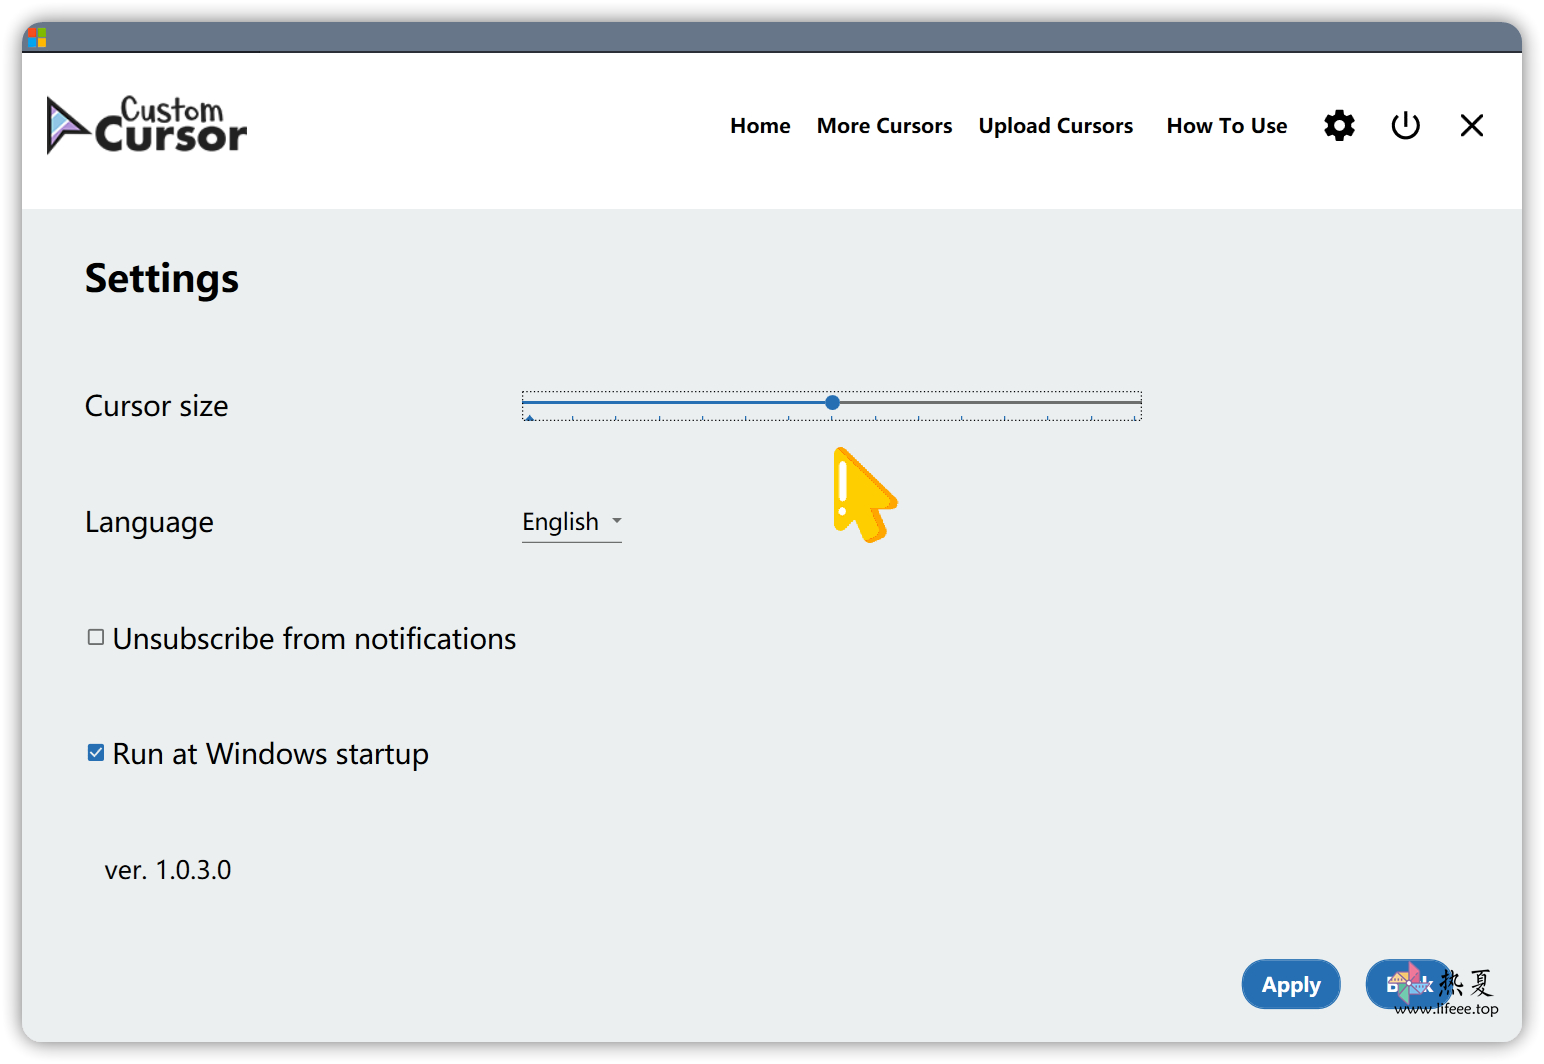 Custom
Cursor
Home More Cursors Upload Cursors How To Use
Settings
Cursor size
Language English
Unsubscribe from notifications
Run at Windows startup
ver. 1.0.3.0
Apply
热夏
www.lifeee.top